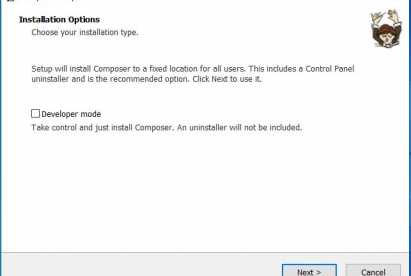 Installation Options
Choose your installation type.
Setup will install Composer to a fixed location for all users. This includes a Control Panel
uninstaller and is the recommended option. Click Next to use it.
Developer mode
Take control and just install Composer. An uninstaller will not be included.
Next >
Cancel